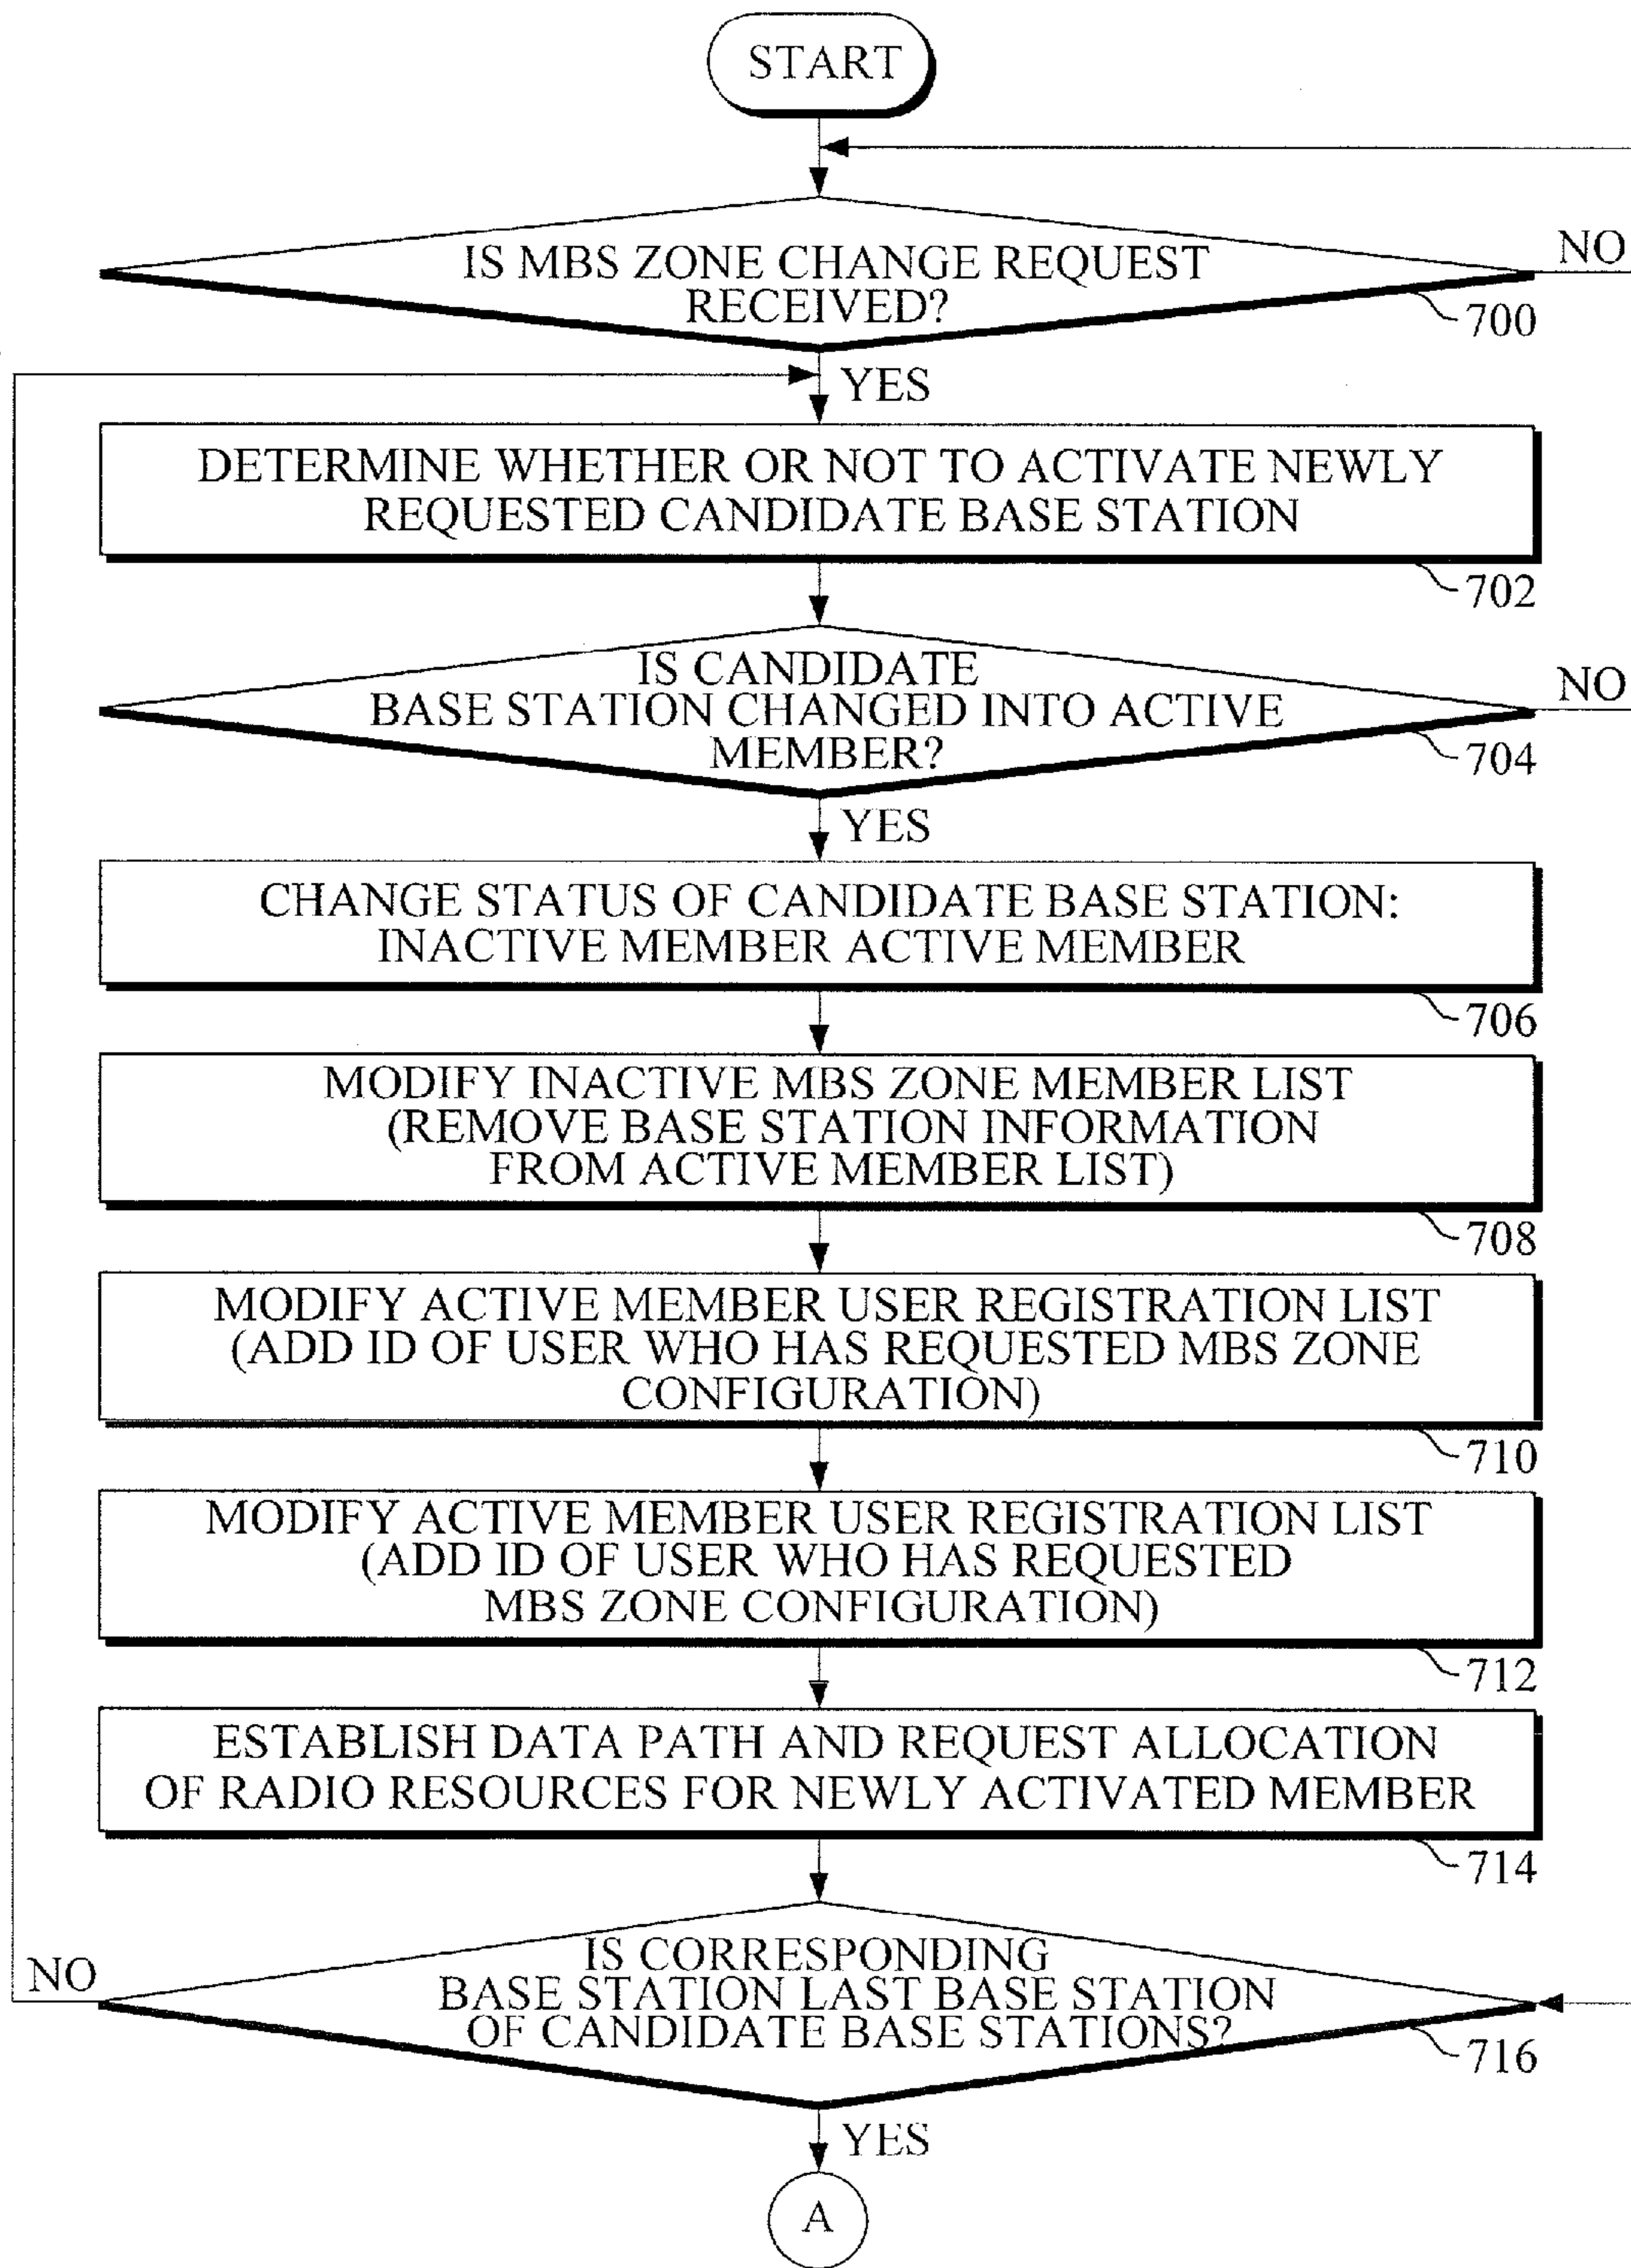 START
IS MBS ZONE CHANGE REQUEST
RECEIVED?
NO
700
YES
DETERMINE WHETHER OR NOT TO ACTIVATE NEWLY
REQUESTED CANDIDATE BASE STATION
702
IS CANDIDATE
BASE STATION CHANGED INTO ACTIVE
MEMBER?
NO
704
YES
CHANGE STATUS OF CANDIDATE BASE STATION:
INACTIVE MEMBER ACTIVE MEMBER
706
MODIFY INACTIVE MBS ZONE MEMBER LIST
(REMOVE BASE STATION INFORMATION
FROM ACTIVE MEMBER LIST)
708
MODIFY ACTIVE MEMBER USER REGISTRATION LIST
(ADD ID OF USER WHO HAS REQUESTED MBS ZONE
CONFIGURATION)
710
MODIFY ACTIVE MEMBER USER REGISTRATION LIST
(ADD ID OF USER WHO HAS REQUESTED
MBS ZONE CONFIGURATION)
712
ESTABLISH DATA PATH AND REQUEST ALLOCATION
OF RADIO RESOURCES FOR NEWLY ACTIVATED MEMBER
714
NO
IS CORRESPONDING
BASE STATION LAST BASE STATION
OF CANDIDATE BASE STATIONS?
716
YES
A